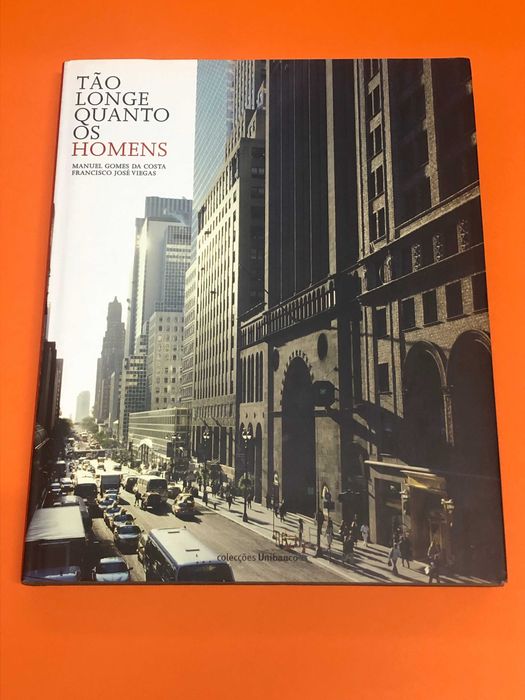 TÃO
LONGE
QUANTO
OS
HOMENS
MANUEL GOMES DA COSTA
FRANCISCO JOSÉ VIEGAS
colecções Unibanco